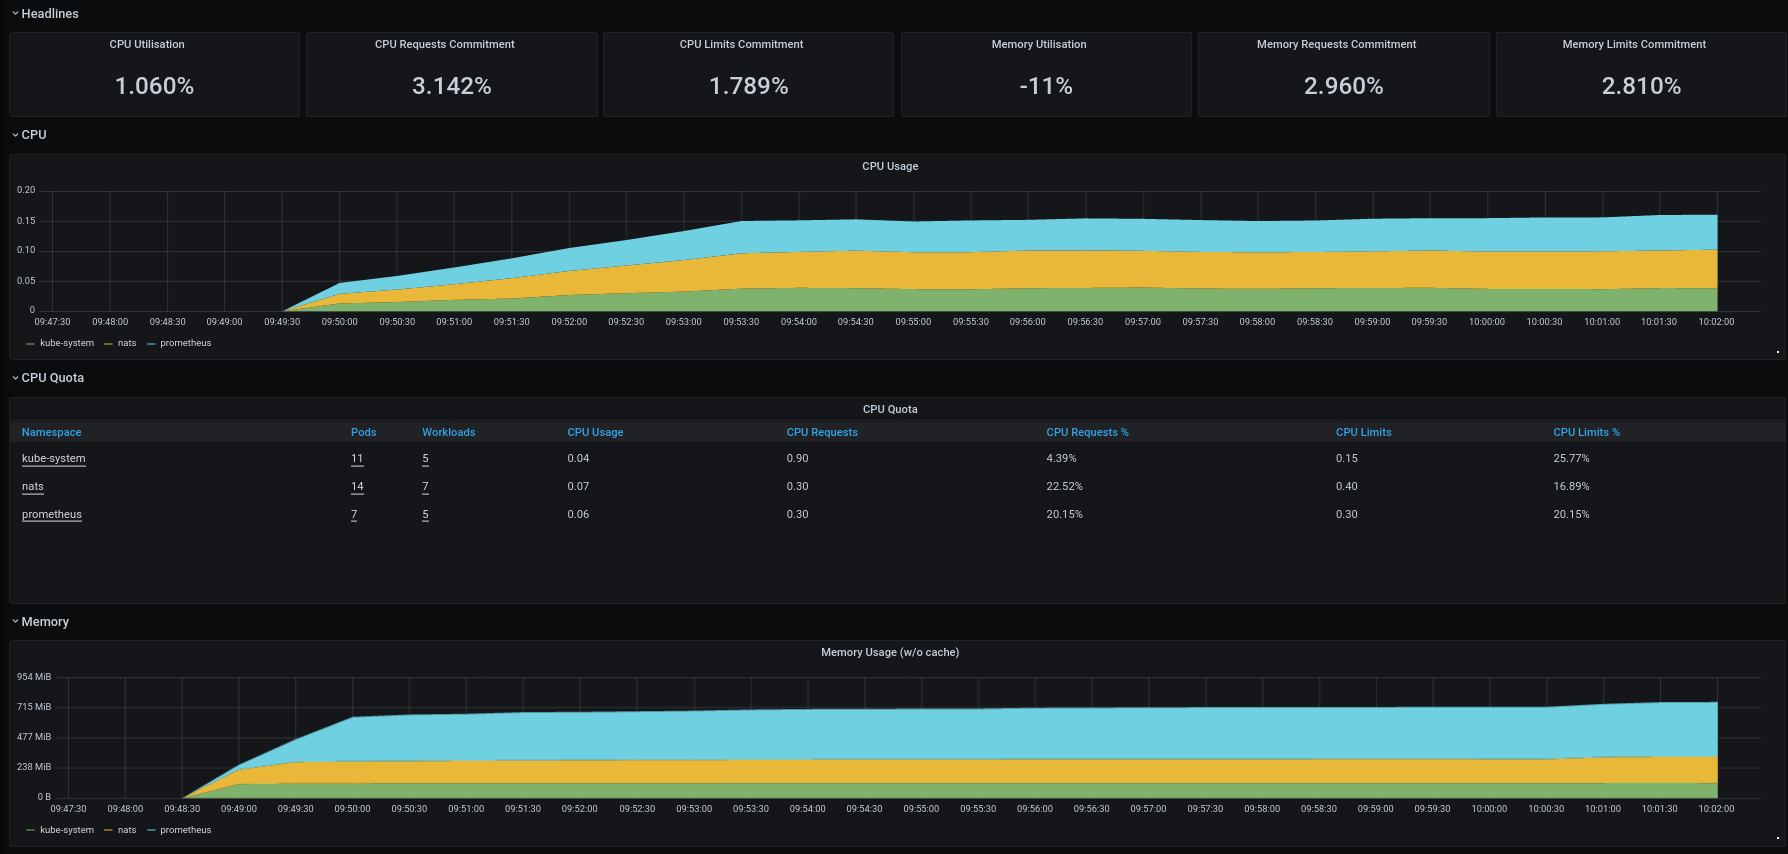 Headlines
CPU Utilisation CPU Requests Commitment CPU Limits Commitment Memory Utilisation Memory Requests Commitment Memory Limits Commitment
1.060% 3.142% 1.789% -11% 2.960% 2.810%
CPU
CPU Usage
0.20
0.15
0.10
0.05
0
09:47:30 09:48:00 09:48:30 09:49:00 09:49:30 09:50:00 09:50:30 09:51:00 09:51:30 09:52:00 09:52:30 09:53:00 09:53:30 09:54:00 09:54:30 09:55:00 09:55:30 09:56:00 09:56:30 09:57:00 09:57:30 09:58:00 09:58:30 09:59:00 09:59:30 10:00:00 10:00:30 10:01:00 10:01:30 10:02:00
kube-system nats prometheus
CPU Quota
CPU Quota
Namespace Pods Workloads CPU Usage CPU Requests CPU Requests % CPU Limits CPU Limits %
kube-system 11 5 0.04 0.90 4.39% 0.15 25.77%
nats 14 7 0.07 0.30 22.52% 0.40 16.89%
prometheus 7 5 0.06 0.30 20.15% 0.30 20.15%
Memory
Memory Usage (w/o cache)
954 MiB
715 MiB
477 MiB
238 MiB
0 B
09:47:30 09:48:00 09:48:30 09:49:00 09:49:30 09:50:00 09:50:30 09:51:00 09:51:30 09:52:00 09:52:30 09:53:00 09:53:30 09:54:00 09:54:30 09:55:00 09:55:30 09:56:00 09:56:30 09:57:00 09:57:30 09:58:00 09:58:30 09:59:00 09:59:30 10:00:00 10:00:30 10:01:00 10:01:30 10:02:00
kube-system nats prometheus